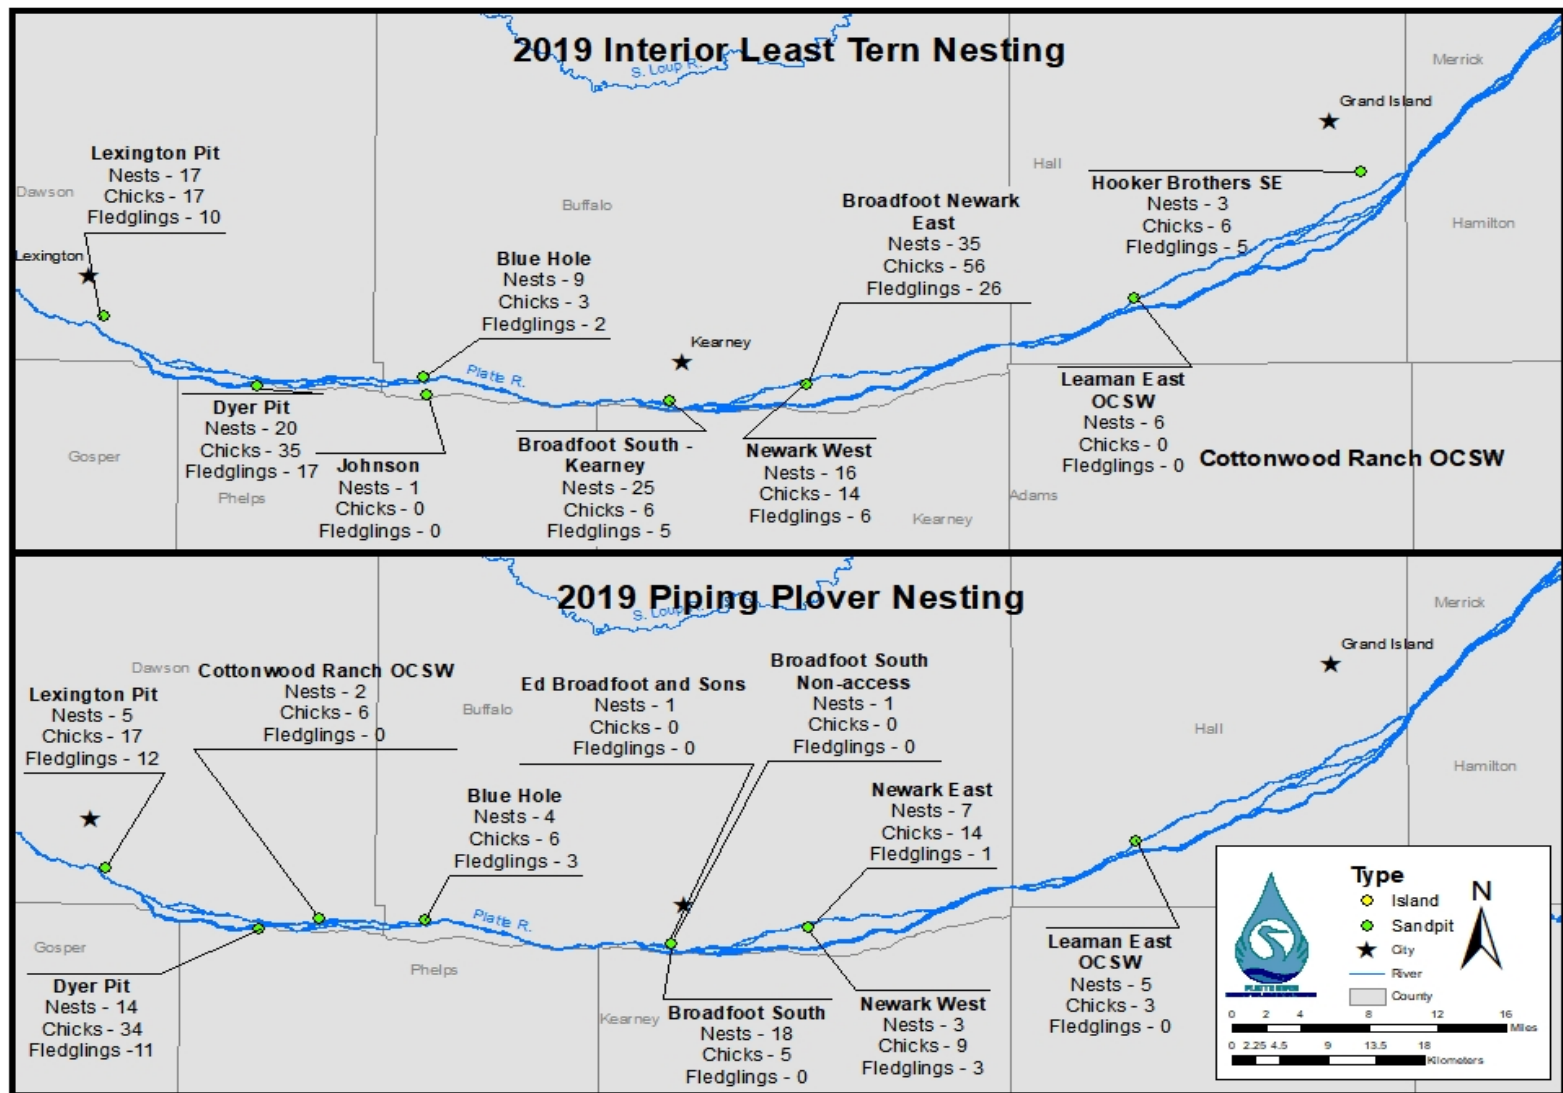 2019 Interior Least Tern Nesting
S. Loup R.
Merrick
Grand Island
Lexington Pit
Nests - 17
Chicks - 17
Fledglings - 10
Dawson
Lexington
Buffalo
Blue Hole
Nests - 9
Chicks - 3
Fledglings - 2
Broadfoot Newark
East
Nests - 35
Chicks - 56
Fledglings - 26
Hall
Hooker Brothers SE
Nests - 3
Chicks - 6
Fledglings - 5
Hamilton
Kearney
Platte R.
Dyer Pit
Nests - 20
Chicks - 35
Fledglings - 17
Gosper
Phelps
Johnson
Nests - 1
Chicks - 0
Fledglings - 0
Broadfoot South -
Kearney
Nests - 25
Chicks - 6
Fledglings - 5
Newark West
Nests - 16
Chicks - 14
Fledglings - 6
Kearney
Adams
Leaman East
OCSW
Nests - 6
Chicks - 0
Fledglings - 0
Cottonwood Ranch OCSW
2019 Piping Plover Nesting
S. Loup R.
Merrick
Grand Island
Dawson
Lexington Pit
Nests - 5
Chicks - 17
Fledglings - 12
Cottonwood Ranch OCSW
Nests - 2
Chicks - 6
Fledglings - 0
Buffalo
Ed Broadfoot and Sons
Nests - 1
Chicks - 0
Fledglings - 0
Broadfoot South
Non-access
Nests - 1
Chicks - 0
Fledglings - 0
Hall
Hamilton
Blue Hole
Nests - 4
Chicks - 6
Fledglings - 3
Newark East
Nests - 7
Chicks - 14
Fledglings - 1
Platte R.
Gosper
Phelps
Dyer Pit
Nests - 14
Chicks - 34
Fledglings -11
Kearney
Broadfoot South
Nests - 18
Chicks - 5
Fledglings - 0
Newark West
Nests - 3
Chicks - 9
Fledglings - 3
Leaman East
OCSW
Nests - 5
Chicks - 3
Fledglings - 0
Type
Island
Sandpit
City
River
County
N
0 2 4 8 12 16
Miles
0 2.25 4.5 9 13.5 18
Kilometers